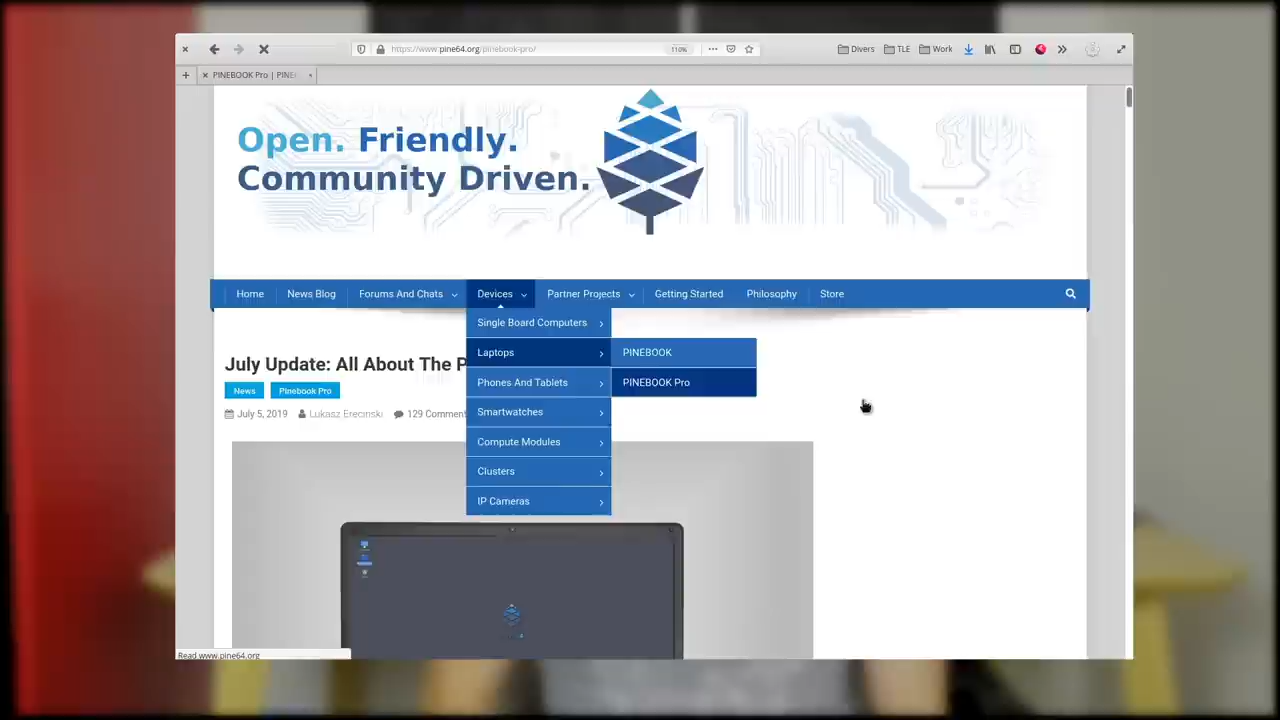 https://www.pine64.org/pinebook-pro/
110%
Divers
TLE
Work
PINEBOOK Pro | PINE
Open. Friendly.
Community Driven.
Home
News Blog
Forums And Chats
Devices
Partner Projects
Getting Started
Philosophy
Store
Single Board Computers
Laptops
PINEBOOK
Phones And Tablets
PINEBOOK Pro
Smartwatches
Compute Modules
Clusters
IP Cameras
July Update: All About The P
News
Pinebook Pro
July 5, 2019
Lukasz Erecinski
129 Comment
Read www.pine64.org